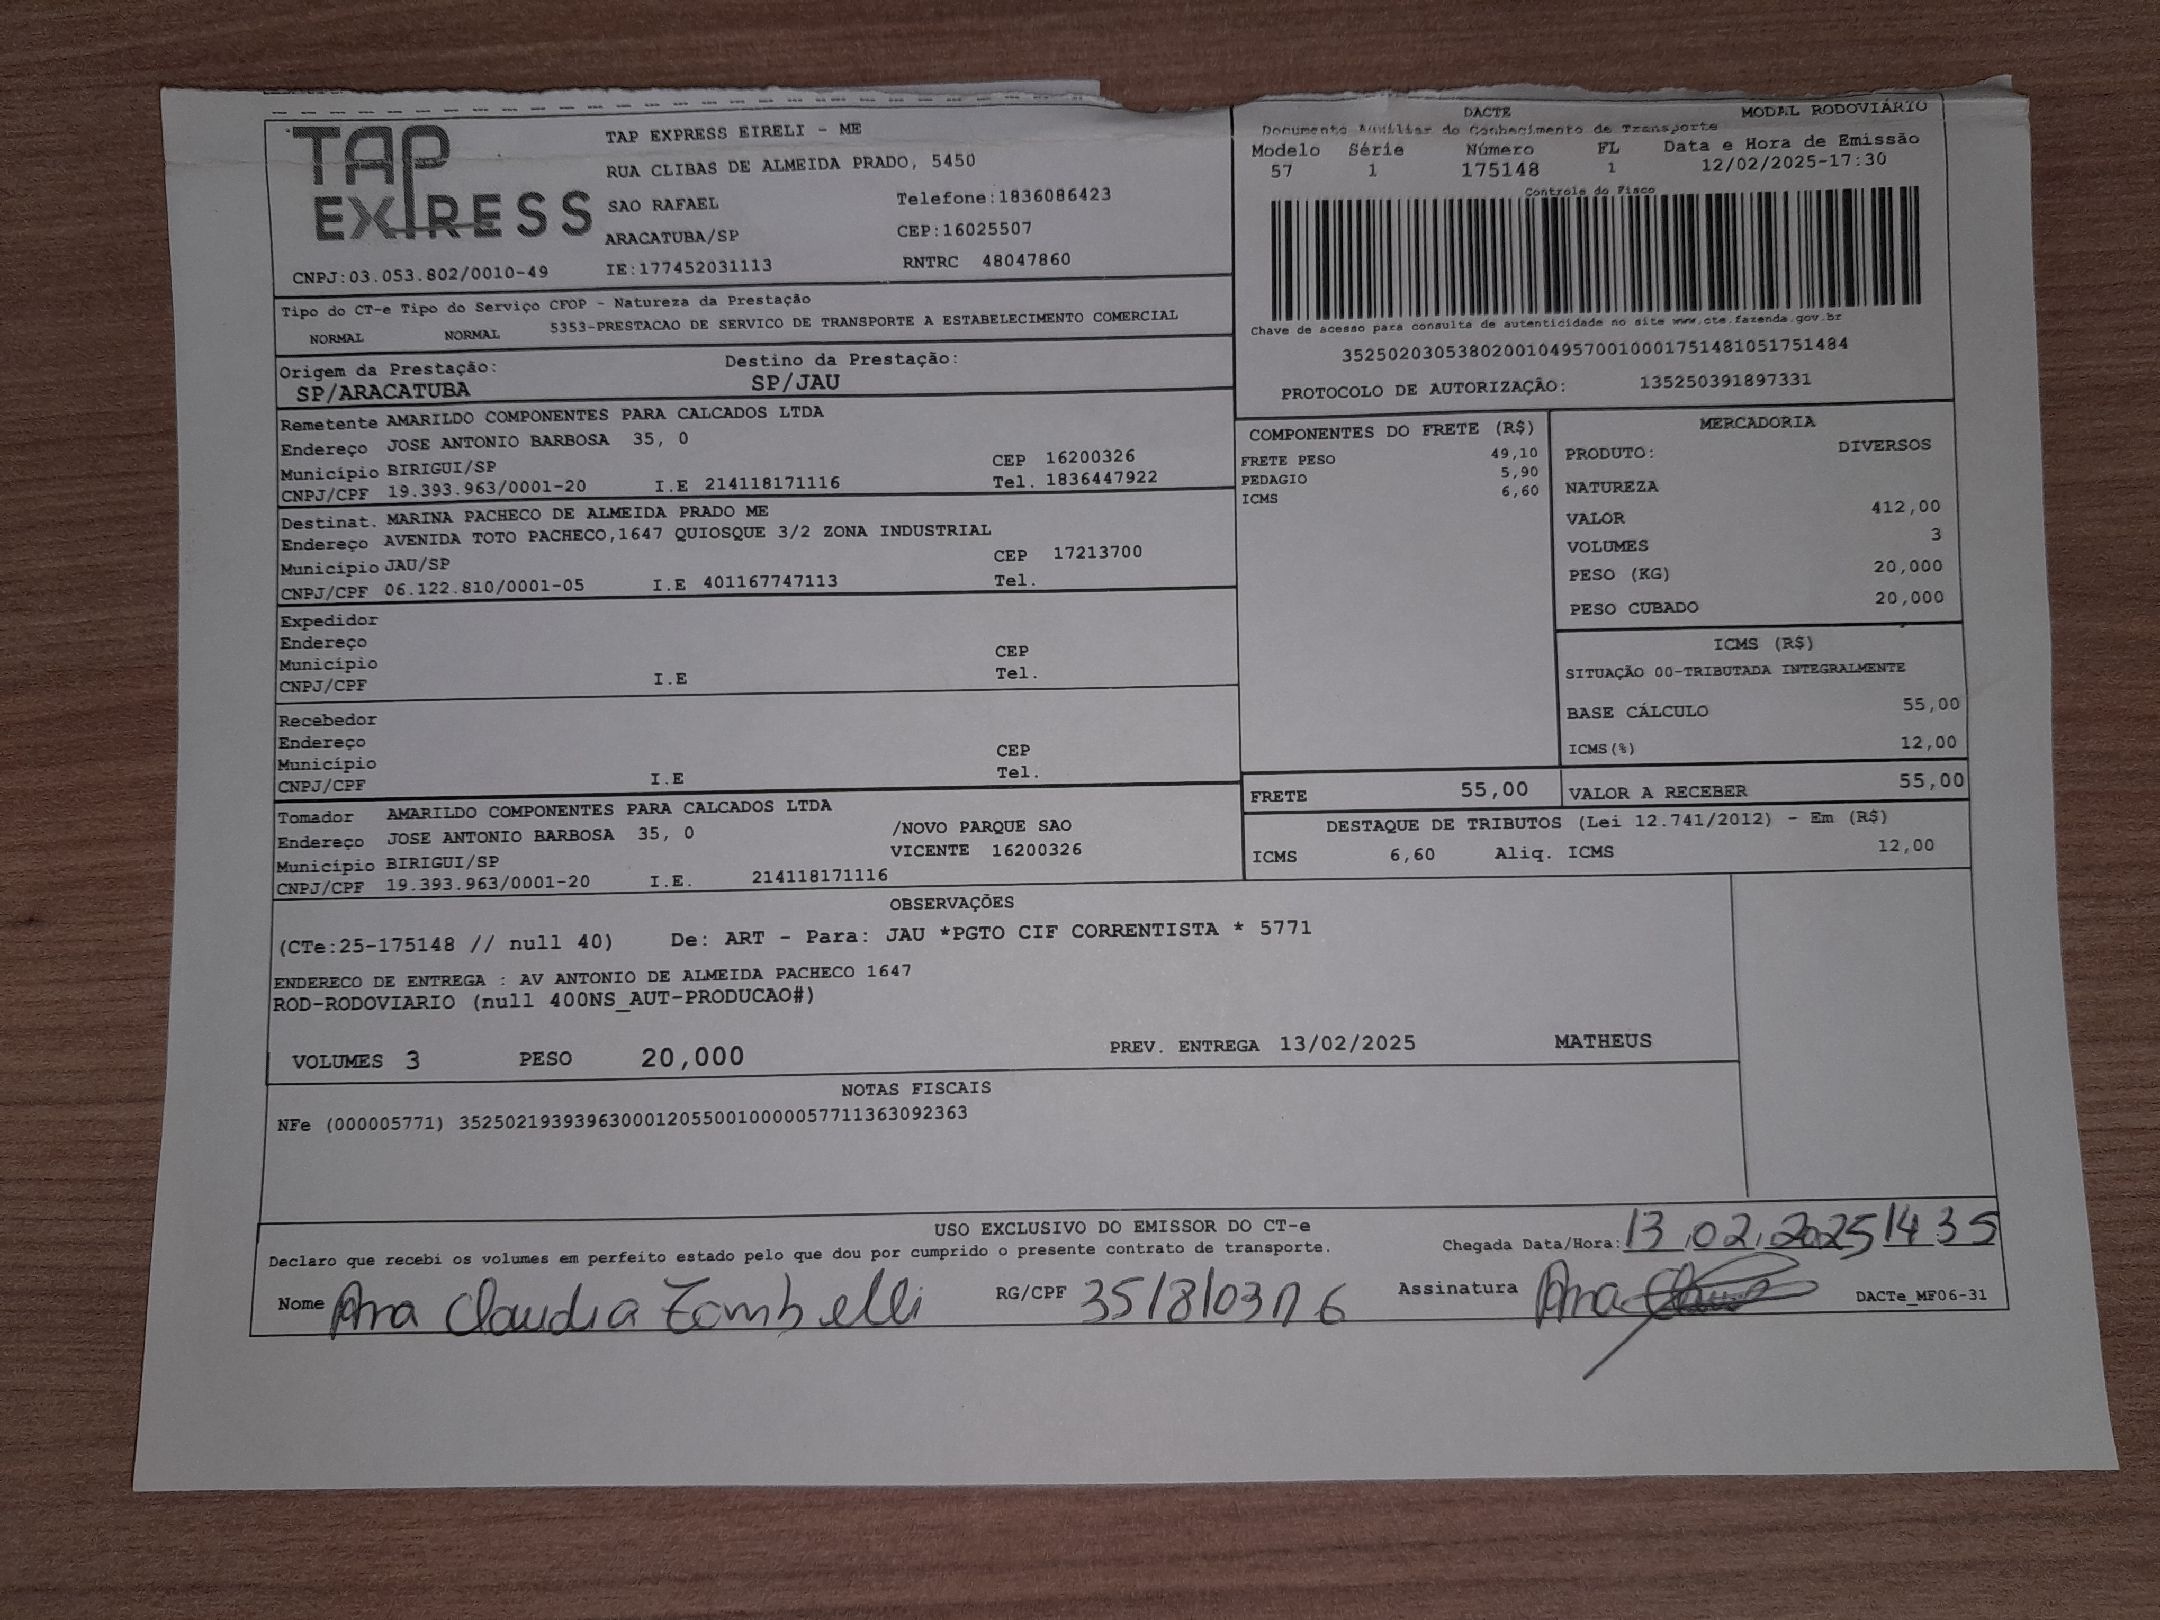 TAP
EXPRESS
TAP EXPRESS EIRELI - ME
RUA CLIBAS DE ALMEIDA PRADO, 5450
SAO RAFAEL Telefone:1836086423
ARACATUBA/SP CEP:16025507
CNPJ:03.053.802/0010-49 IE:177452031113 RNTRC 48047860
DACTE MODAL RODOVIÁRIO
Documento Auxiliar do Conhecimento de Transporte
Modelo Série Número FL Data e Hora de Emissão
57 1 175148 1 12/02/2025-17:30
Controle do Fisco
Chave de acesso para consulta de autenticidade no site www.cte.fazenda.gov.br
35250203053802001049570010001751481051751484
PROTOCOLO DE AUTORIZAÇÃO: 135250391897331
Tipo do CT-e Tipo do Serviço CFOP - Natureza da Prestação
NORMAL NORMAL 5353-PRESTACAO DE SERVICO DE TRANSPORTE A ESTABELECIMENTO COMERCIAL
Origem da Prestação: Destino da Prestação:
SP/ARACATUBA SP/JAU
Remetente AMARILDO COMPONENTES PARA CALCADOS LTDA
Endereço JOSE ANTONIO BARBOSA 35, 0
Município BIRIGUI/SP CEP 16200326
CNPJ/CPF 19.393.963/0001-20 I.E 214118171116 Tel. 1836447922
Destinat. MARINA PACHECO DE ALMEIDA PRADO ME
Endereço AVENIDA TOTO PACHECO,1647 QUIOSQUE 3/2 ZONA INDUSTRIAL
Município JAU/SP CEP 17213700
CNPJ/CPF 06.122.810/0001-05 I.E 401167747113 Tel.
Expedidor
Endereço
Município CEP
CNPJ/CPF I.E Tel.
Recebedor
Endereço
Município CEP
CNPJ/CPF I.E Tel.
Tomador AMARILDO COMPONENTES PARA CALCADOS LTDA
Endereço JOSE ANTONIO BARBOSA 35, 0 /NOVO PARQUE SAO
Município BIRIGUI/SP VICENTE 16200326
CNPJ/CPF 19.393.963/0001-20 I.E. 214118171116
COMPONENTES DO FRETE (R$)
FRETE PESO 49,10
PEDAGIO 5,90
ICMS 6,60
MERCADORIA
PRODUTO: DIVERSOS
NATUREZA
VALOR 412,00
VOLUMES 3
PESO (KG) 20,000
PESO CUBADO 20,000
ICMS (R$)
SITUAÇÃO 00-TRIBUTADA INTEGRALMENTE
BASE CÁLCULO 55,00
ICMS(%) 12,00
FRETE 55,00 VALOR A RECEBER 55,00
DESTAQUE DE TRIBUTOS (Lei 12.741/2012) - Em (R$)
ICMS 6,60 Aliq. ICMS 12,00
OBSERVAÇÕES
(CTe:25-175148 // null 40) De: ART - Para: JAU *PGTO CIF CORRENTISTA * 5771
ENDERECO DE ENTREGA : AV ANTONIO DE ALMEIDA PACHECO 1647
ROD-RODOVIARIO (null 400NS_AUT-PRODUCAO#)
VOLUMES 3 PESO 20,000 PREV. ENTREGA 13/02/2025 MATHEUS
NOTAS FISCAIS
NFe (000005771) 35250219393963000120550010000057711363092363
USO EXCLUSIVO DO EMISSOR DO CT-e
Declaro que recebi os volumes em perfeito estado pelo que dou por cumprido o presente contrato de transporte. Chegada Data/Hora: 13,02,2025 14 35
Nome Ana Claudia Zambelli RG/CPF Assinatura Ana DACTe_MF06-31